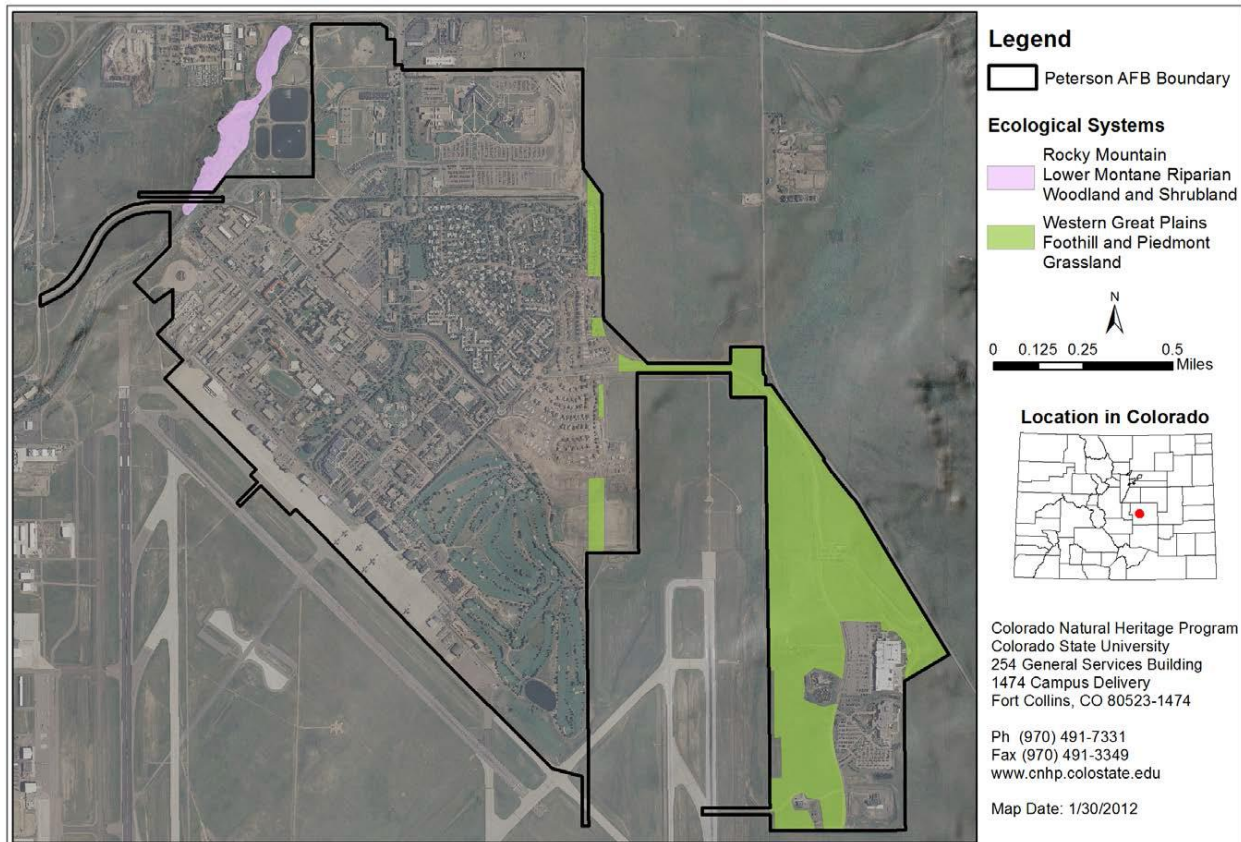 Legend
Peterson AFB Boundary
Ecological Systems
Rocky Mountain
Lower Montane Riparian
Woodland and Shrubland
Western Great Plains
Foothill and Piedmont
Grassland
N
0 0.125 0.25 0.5
Miles
Location in Colorado
Colorado Natural Heritage Program
Colorado State University
254 General Services Building
1474 Campus Delivery
Fort Collins, CO 80523-1474
Ph (970) 491-7331
Fax (970) 491-3349
www.cnhp.colostate.edu
Map Date: 1/30/2012